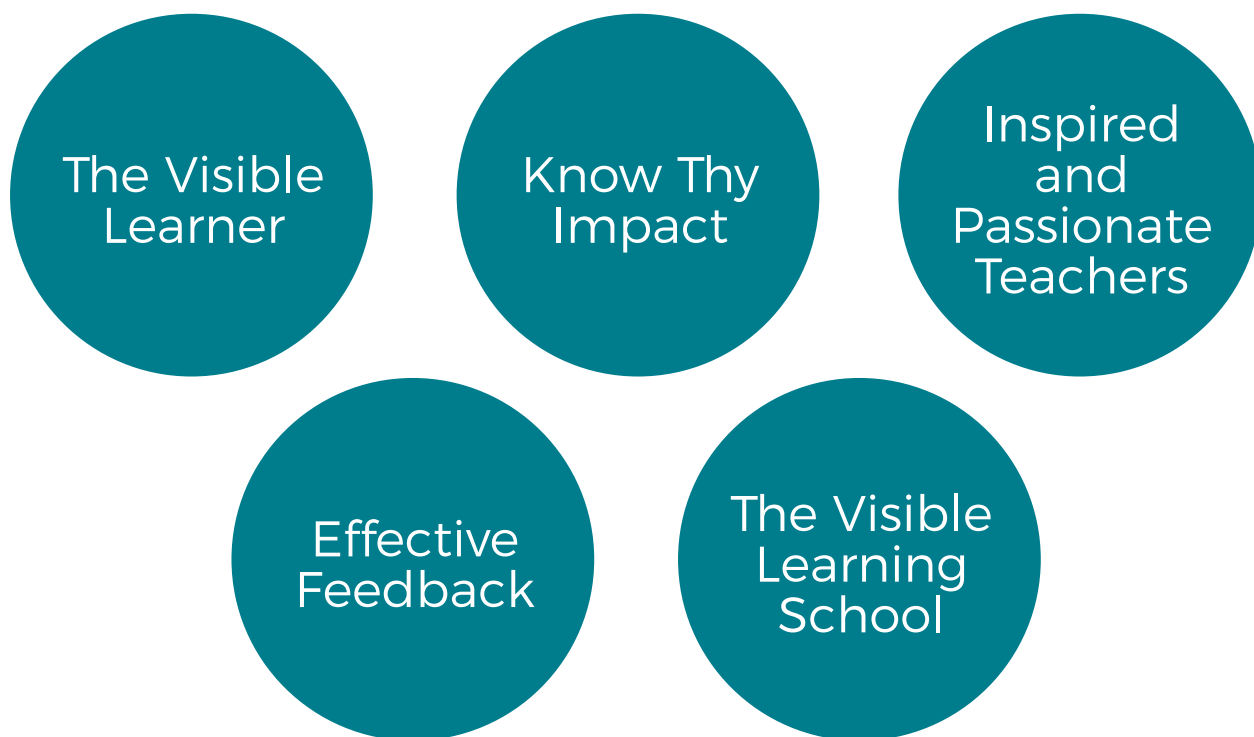 The Visible
Learner
Know Thy
Impact
Inspired
and
Passionate
Teachers
Effective
Feedback
The Visible
Learning
School